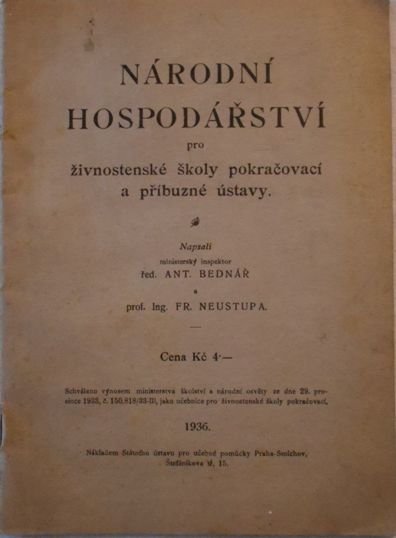 NÁRODNÍ
HOSPODÁŘSTVÍ
pro
živnostenské školy pokračovací
a příbuzné ústavy.
Napsali
ministerský inspektor
řed. ANT. BEDNÁŘ
a
prof. Ing. FR. NEUSTUPA.
Cena Kč 4·—
Schváleno výnosem ministerstva školství a národní osvěty ze dne 29. pro-
since 1933, č. 150.818/33-III, jako učebnice pro živnostenské školy pokračovací.
1936.
Nákladem Státního ústavu pro učebné pomůcky Praha-Smíchov,
Štefánikova tř. 15.